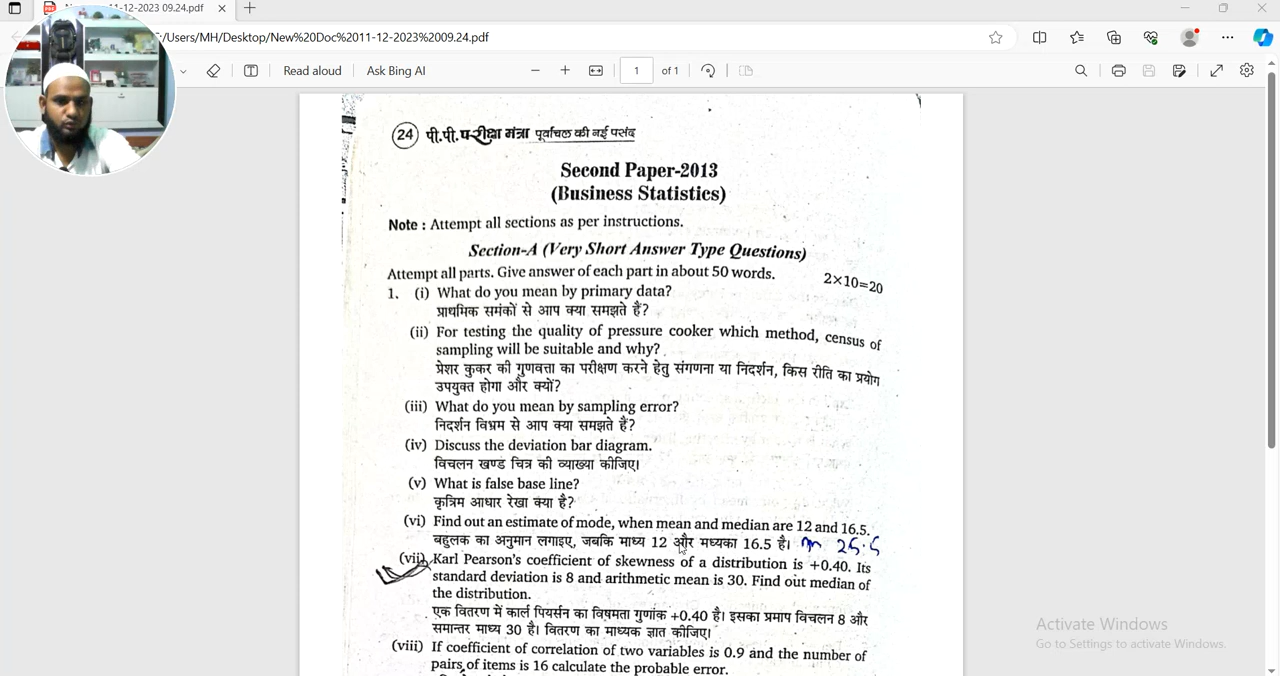 11-12-2023 09.24.pdf
/Users/MH/Desktop/New%20Doc%2011-12-2023%2009.24.pdf
Read aloud
Ask Bing AI
1
of 1
24 पी.पी.परीक्षा मंत्रा पूर्वांचल की नई पसंद
Second Paper-2013
(Business Statistics)
Note : Attempt all sections as per instructions.
Section-A (Very Short Answer Type Questions)
Attempt all parts. Give answer of each part in about 50 words. 2×10=20
1. (i) What do you mean by primary data?
प्राथमिक समंकों से आप क्या समझते हैं?
(ii) For testing the quality of pressure cooker which method, census of
sampling will be suitable and why?
प्रेशर कुकर की गुणवत्ता का परीक्षण करने हेतु संगणना या निदर्शन, किस रीति का प्रयोग
उपयुक्त होगा और क्यों?
(iii) What do you mean by sampling error?
निदर्शन विभ्रम से आप क्या समझते हैं?
(iv) Discuss the deviation bar diagram.
विचलन खण्ड चित्र की व्याख्या कीजिए।
(v) What is false base line?
कृत्रिम आधार रेखा क्या है?
(vi) Find out an estimate of mode, when mean and median are 12 and 16.5.
बहुलक का अनुमान लगाइए, जबकि माध्य 12 और मध्यका 16.5 है। 25.5
(vii) Karl Pearson's coefficient of skewness of a distribution is +0.40. Its
standard deviation is 8 and arithmetic mean is 30. Find out median of
the distribution.
एक वितरण में कार्ल पियर्सन का विषमता गुणांक +0.40 है। इसका प्रमाप विचलन 8 और
समान्तर माध्य 30 है। वितरण का माध्यक ज्ञात कीजिए।
(viii) If coefficient of correlation of two variables is 0.9 and the number of
pairs of items is 16 calculate the probable error.
Activate Windows
Go to Settings to activate Windows.